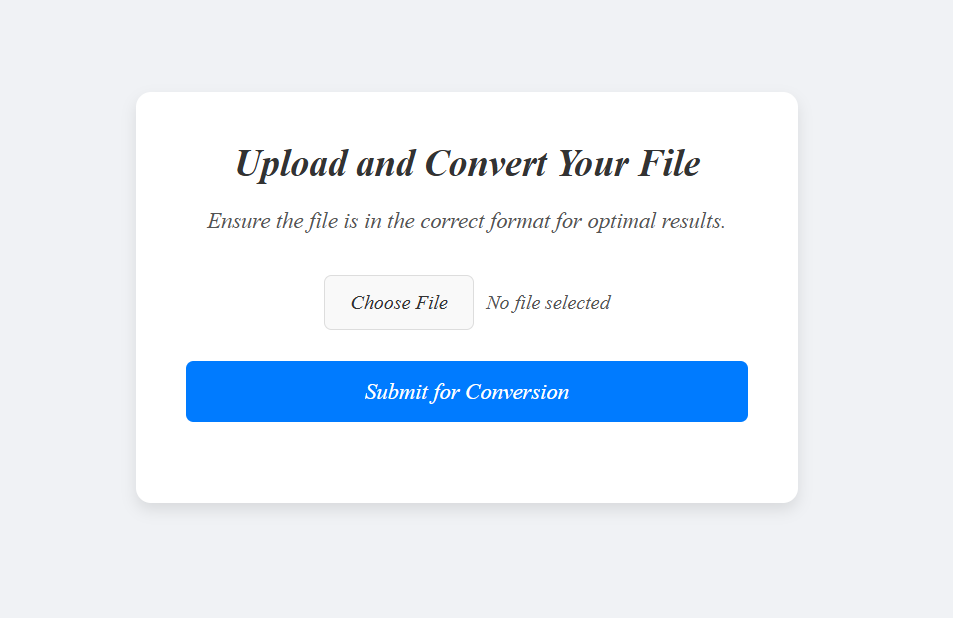 Upload and Convert Your File
Ensure the file is in the correct format for optimal results.
Choose File No file selected
Submit for Conversion